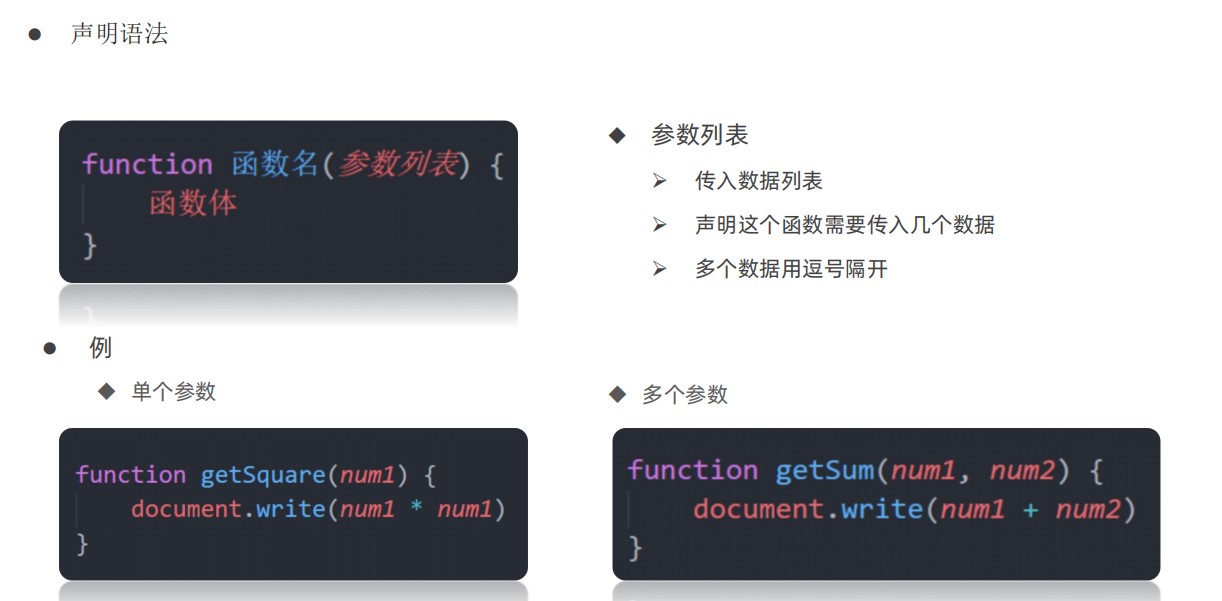 声明语法
function 函数名(参数列表) {
函数体
}
参数列表
传入数据列表
声明这个函数需要传入几个数据
多个数据用逗号隔开
例
单个参数
function getSquare(num1) {
document.write(num1 * num1)
}
多个参数
function getSum(num1, num2) {
document.write(num1 + num2)
}